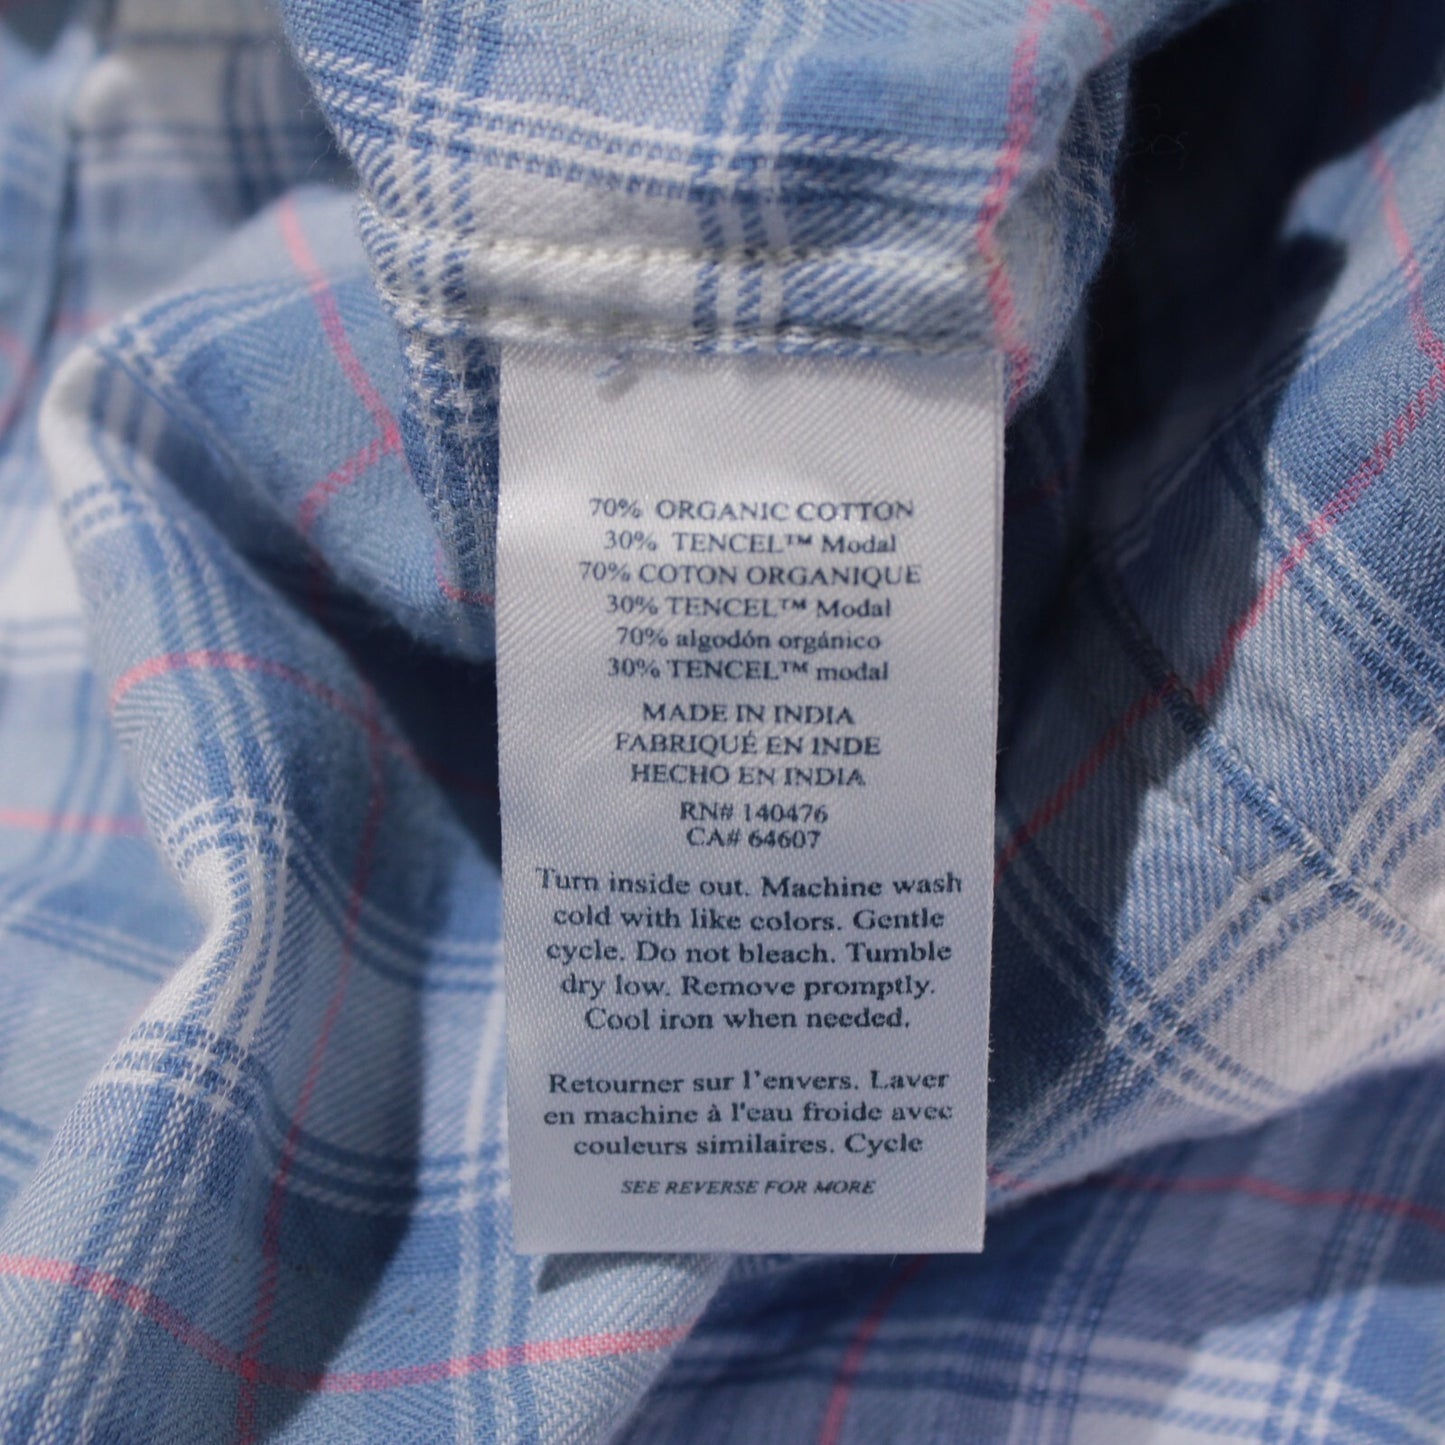 70% ORGANIC COTTON
30% TENCEL™ Modal
70% COTON ORGANIQUE
30% TENCEL™ Modal
70% algodón orgánico
30% TENCEL™ modal
MADE IN INDIA
FABRIQUÉ EN INDE
HECHO EN INDIA
RN# 140476
CA# 64607
Turn inside out. Machine wash
cold with like colors. Gentle
cycle. Do not bleach. Tumble
dry low. Remove promptly.
Cool iron when needed.
Retourner sur l'envers. Laver
en machine à l'eau froide avec
couleurs similaires. Cycle
SEE REVERSE FOR MORE